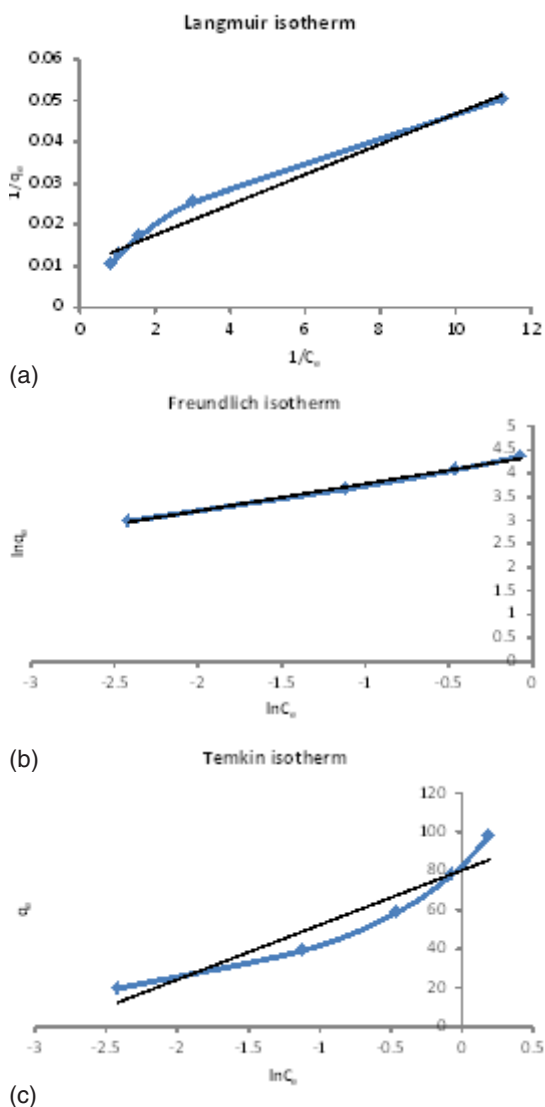 Langmuir isotherm
0.06
0.05
0.04
0.03
0.02
0.01
0
1/qₑ
0 2 4 6 8 10 12
1/Cₑ
(a)
Freundlich isotherm
5
4.5
4
3.5
3
2.5
2
1.5
1
0.5
0
lnqₑ
-3 -2.5 -2 -1.5 -1 -0.5 0
lnCₑ
(b)
Temkin isotherm
120
100
80
60
40
20
0
qₑ
-3 -2.5 -2 -1.5 -1 -0.5 0 0.5
lnCₑ
(c)